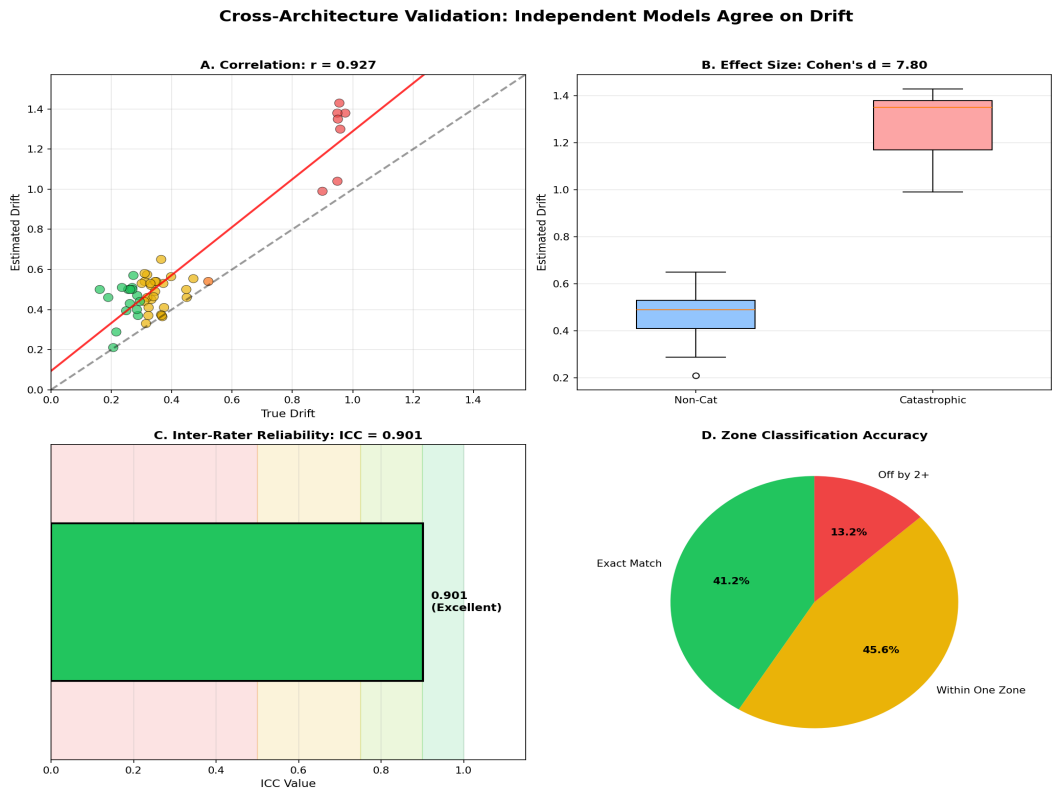 Cross-Architecture Validation: Independent Models Agree on Drift
A. Correlation: r = 0.927
Estimated Drift
1.4
1.2
1.0
0.8
0.6
0.4
0.2
0.0
0.0 0.2 0.4 0.6 0.8 1.0 1.2 1.4
True Drift
B. Effect Size: Cohen's d = 7.80
Estimated Drift
1.4
1.2
1.0
0.8
0.6
0.4
0.2
Non-Cat Catastrophic
C. Inter-Rater Reliability: ICC = 0.901
0.901
(Excellent)
0.0 0.2 0.4 0.6 0.8 1.0
ICC Value
D. Zone Classification Accuracy
Off by 2+
13.2%
Exact Match
41.2%
45.6%
Within One Zone